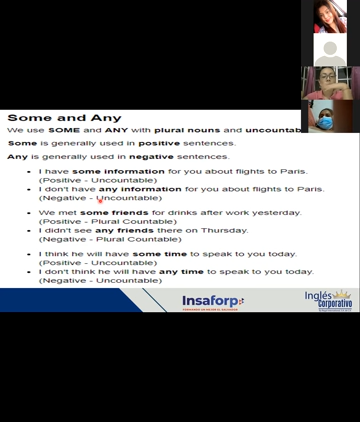 Some and Any
We use SOME and ANY with plural nouns and uncountab
Some is generally used in positive sentences.
Any is generally used in negative sentences.
• I have some information for you about flights to Paris.
(Positive - Uncountable)
• I don't have any information for you about flights to Paris.
(Negative - Uncountable)
• We met some friends for drinks after work yesterday.
(Positive - Plural Countable)
• I didn't see any friends there on Thursday.
(Negative - Plural Countable)
• I think he will have some time to speak to you today.
(Positive - Uncountable)
• I don't think he will have any time to speak to you today.
(Negative - Uncountable)
Insaforp
Inglés
Corporativo